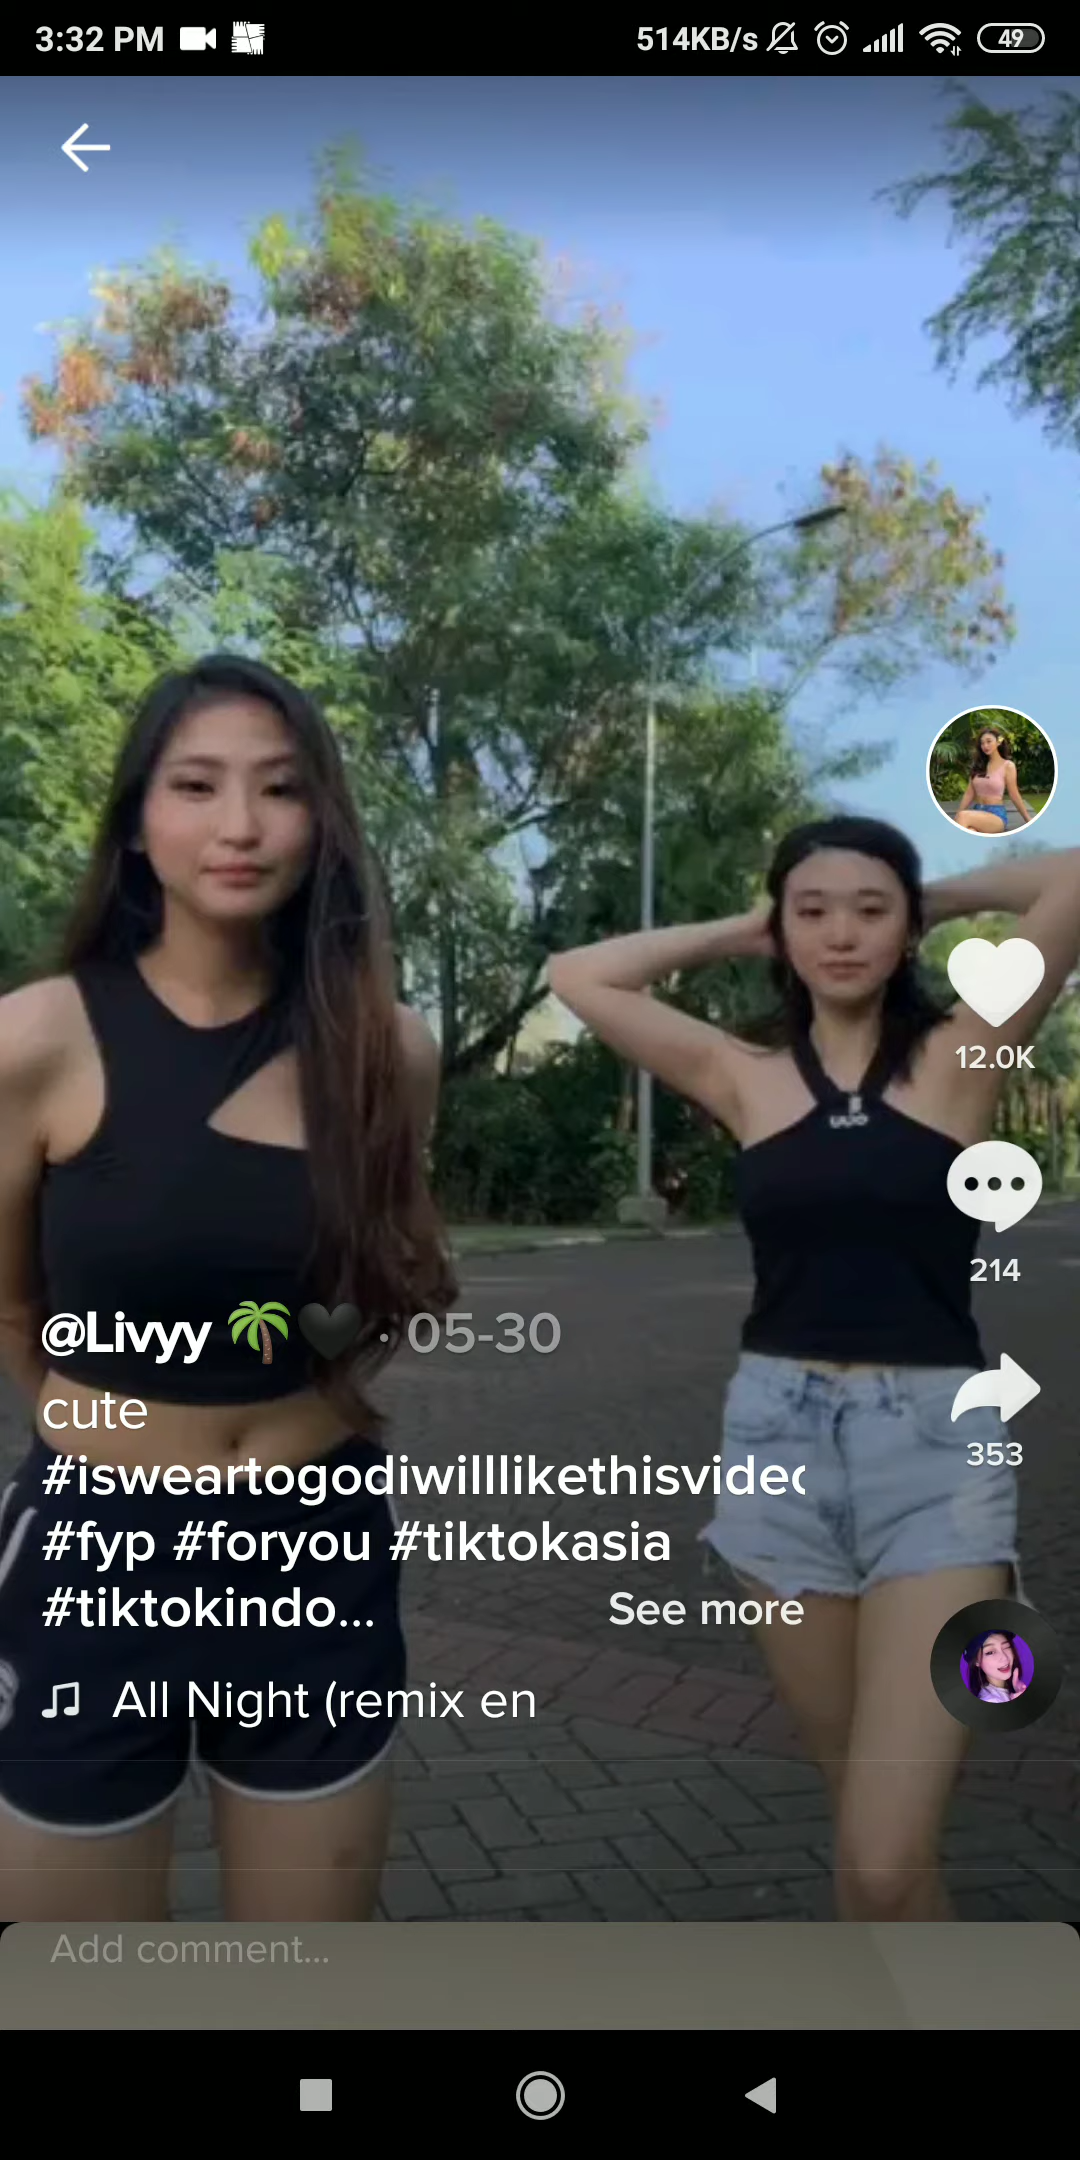 3:32 PM
514KB/s
49
12.0K
214
@Livyy 🌴🖤 · 05-30
cute
353
#isweartogodiwilllikethisvideo
#fyp #foryou #tiktokasia
#tiktokindo... See more
All Night (remix en
Add comment...